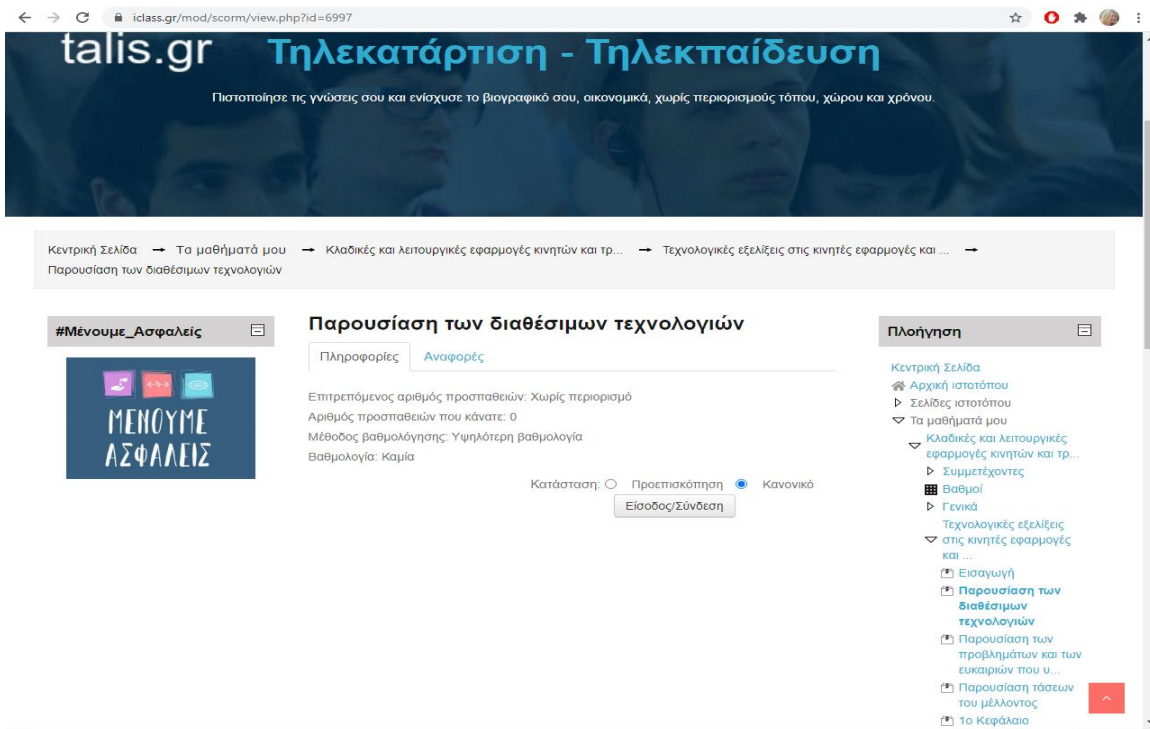 iclass.gr/mod/scorm/view.php?id=6997
talis.gr
Τηλεκατάρτιση - Τηλεκπαίδευση
Πιστοποίησε τις γνώσεις σου και ενίσχυσε το βιογραφικό σου, οικονομικά, χωρίς περιορισμούς τόπου, χώρου και χρόνου.
Κεντρική Σελίδα → Τα μαθήματά μου → Κλαδικές και λειτουργικές εφαρμογές κινητών και τρ... → Τεχνολογικές εξελίξεις στις κινητές εφαρμογές και ... →
Παρουσίαση των διαθέσιμων τεχνολογιών
#Μένουμε_Ασφαλείς
ΜΕΝΟΥΜΕ
ΑΣΦΑΛΕΙΣ
Παρουσίαση των διαθέσιμων τεχνολογιών
Πληροφορίες
Αναφορές
Επιτρεπόμενος αριθμός προσπαθειών: Χωρίς περιορισμό
Αριθμός προσπαθειών που κάνατε: 0
Μέθοδος βαθμολόγησης: Υψηλότερη βαθμολογία
Βαθμολογία: Καμία
Κατάσταση: Προεπισκόπηση Κανονικό
Είσοδος/Σύνδεση
Πλοήγηση
Κεντρική Σελίδα
Αρχική ιστοτόπου
Σελίδες ιστοτόπου
Τα μαθήματά μου
Κλαδικές και λειτουργικές
εφαρμογές κινητών και τρ...
Συμμετέχοντες
Βαθμοί
Γενικά
Τεχνολογικές εξελίξεις
στις κινητές εφαρμογές
και ...
Εισαγωγή
Παρουσίαση των
διαθέσιμων
τεχνολογιών
Παρουσίαση των
προβλημάτων και των
ευκαιριών που υ...
Παρουσίαση τάσεων
του μέλλοντος
1ο Κεφάλαιο